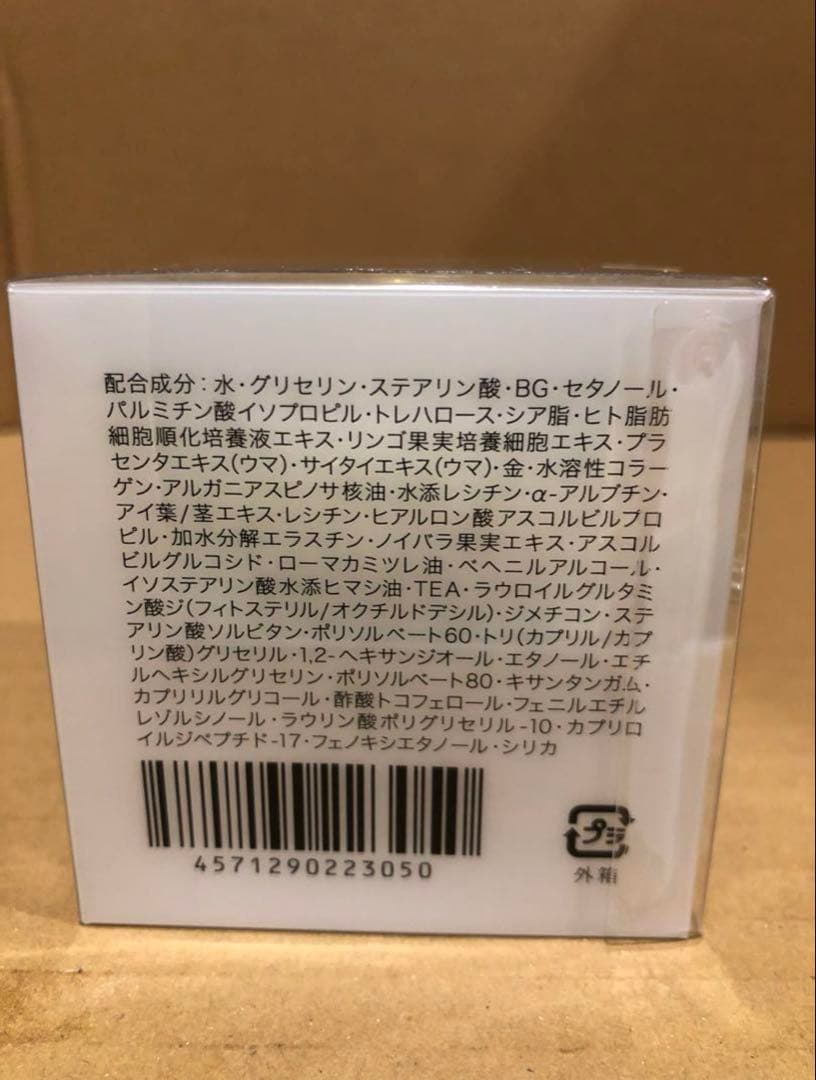 配合成分：水・グリセリン・ステアリン酸・BG・セタノール・
パルミチン酸イソプロピル・トレハロース・シア脂・ヒト脂肪
細胞順化培養液エキス・リンゴ果実培養細胞エキス・プラ
センタエキス(ウマ)・サイタイエキス(ウマ)・金・水溶性コラー
ゲン・アルガニアスピノサ核油・水添レシチン・α-アルブチン・
アイ葉/茎エキス・レシチン・ヒアルロン酸アスコルビルプロ
ピル・加水分解エラスチン・ノイバラ果実エキス・アスコル
ビルグルコシド・ローマカミツレ油・ベヘニルアルコール・
イソステアリン酸水添ヒマシ油・TEA・ラウロイルグルタミ
ン酸ジ(フィトステリル/オクチルドデシル)・ジメチコン・ステ
アリン酸ソルビタン・ポリソルベート60・トリ(カプリル/カプ
リン酸)グリセリル・1,2-ヘキサンジオール・エタノール・エチ
ルヘキシルグリセリン・ポリソルベート80・キサンタンガム・
カプリリルグリコール・酢酸トコフェロール・フェニルエチル
レゾルシノール・ラウリン酸ポリグリセリル-10・カプリロ
イルジペプチド-17・フェノキシエタノール・シリカ
4571290223050
プラ
外箱